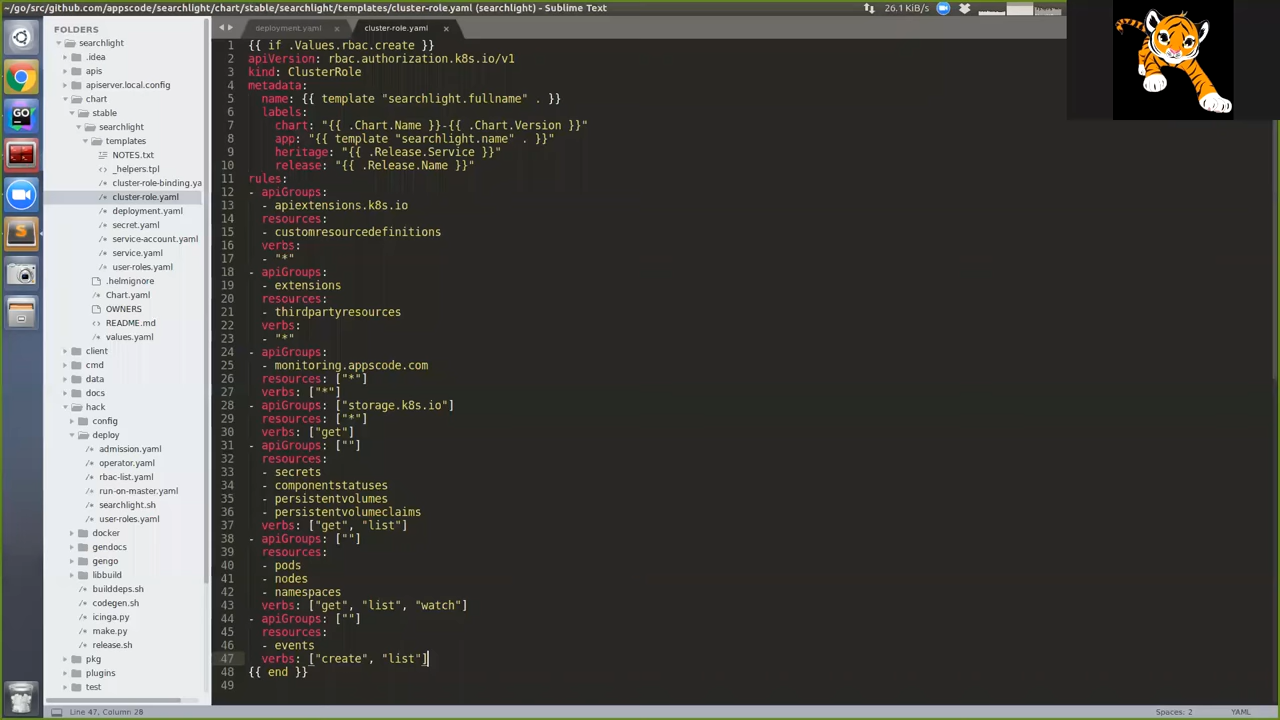 ~/go/src/github.com/appscode/searchlight/chart/stable/searchlight/templates/cluster-role.yaml (searchlight) - Sublime Text
26.1 KiB/s
FOLDERS
searchlight
.idea
apis
apiserver.local.config
chart
stable
searchlight
templates
NOTES.txt
_helpers.tpl
cluster-role-binding.ya
cluster-role.yaml
deployment.yaml
secret.yaml
service-account.yaml
service.yaml
user-roles.yaml
.helmignore
Chart.yaml
OWNERS
README.md
values.yaml
client
cmd
data
docs
hack
config
deploy
admission.yaml
operator.yaml
rbac-list.yaml
run-on-master.yaml
searchlight.sh
user-roles.yaml
docker
gendocs
gengo
libbuild
builddeps.sh
codegen.sh
icinga.py
make.py
release.sh
pkg
plugins
test
deployment.yaml
cluster-role.yaml
1 {{ if .Values.rbac.create }}
2 apiVersion: rbac.authorization.k8s.io/v1
3 kind: ClusterRole
4 metadata:
5 name: {{ template "searchlight.fullname" . }}
6 labels:
7 chart: "{{ .Chart.Name }}-{{ .Chart.Version }}"
8 app: "{{ template "searchlight.name" . }}"
9 heritage: "{{ .Release.Service }}"
10 release: "{{ .Release.Name }}"
11 rules:
12 - apiGroups:
13 - apiextensions.k8s.io
14 resources:
15 - customresourcedefinitions
16 verbs:
17 - "*"
18 - apiGroups:
19 - extensions
20 resources:
21 - thirdpartyresources
22 verbs:
23 - "*"
24 - apiGroups:
25 - monitoring.appscode.com
26 resources: ["*"]
27 verbs: ["*"]
28 - apiGroups: ["storage.k8s.io"]
29 resources: ["*"]
30 verbs: ["get"]
31 - apiGroups: [""]
32 resources:
33 - secrets
34 - componentstatuses
35 - persistentvolumes
36 - persistentvolumeclaims
37 verbs: ["get", "list"]
38 - apiGroups: [""]
39 resources:
40 - pods
41 - nodes
42 - namespaces
43 verbs: ["get", "list", "watch"]
44 - apiGroups: [""]
45 resources:
46 - events
47 verbs: ["create", "list"]
48 {{ end }}
49
Line 47, Column 28
Spaces: 2
YAML
GO
S